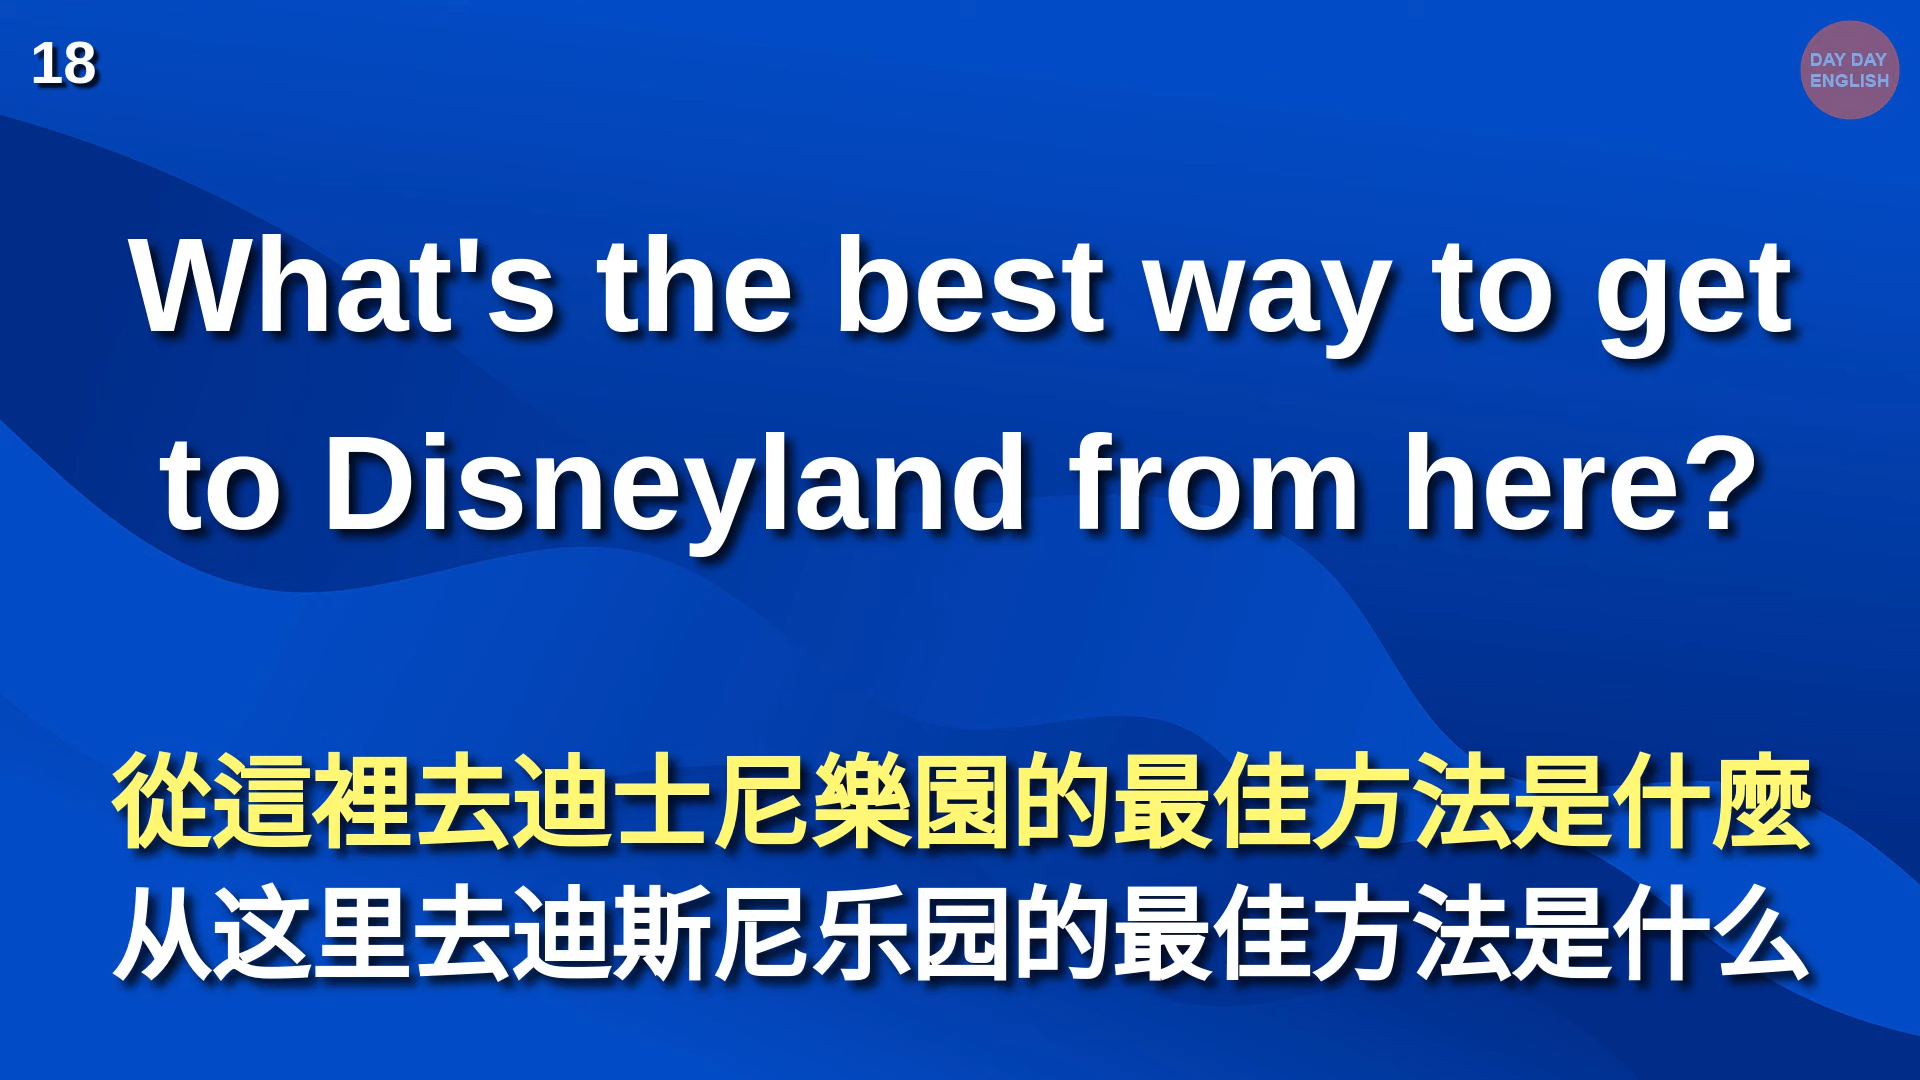 18
DAY DAY
ENGLISH
What's the best way to get
to Disneyland from here?
從這裡去迪士尼樂園的最佳方法是什麼
从这里去迪斯尼乐园的最佳方法是什么